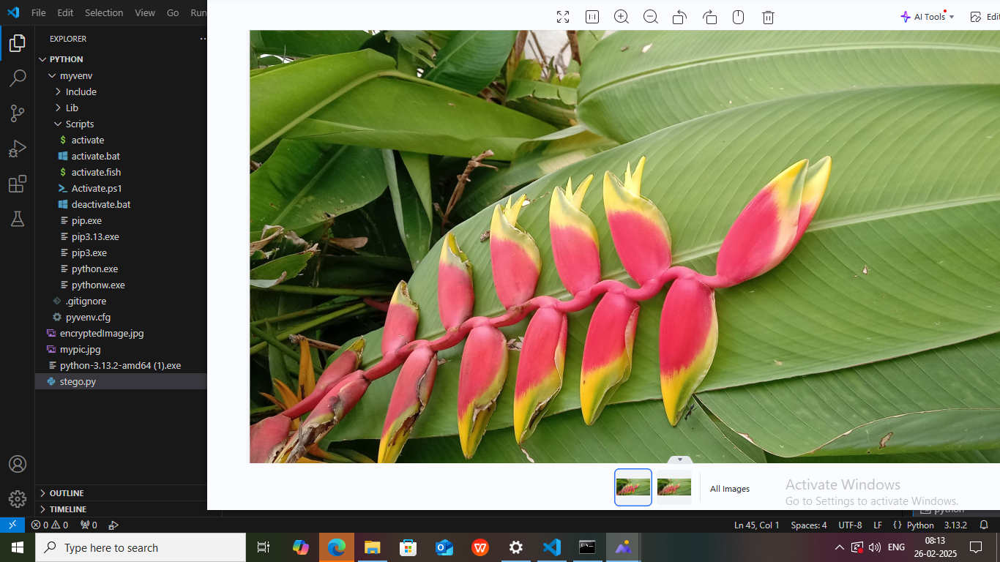 File Edit Selection View Go Run
AI Tools
EXPLORER
PYTHON
myvenv
Include
Lib
Scripts
activate
activate.bat
activate.fish
Activate.ps1
deactivate.bat
pip.exe
pip3.13.exe
pip3.exe
python.exe
pythonw.exe
.gitignore
pyvenv.cfg
encryptedImage.jpg
mypic.jpg
python-3.13.2-amd64 (1).exe
stego.py
OUTLINE
TIMELINE
All Images
Activate Windows
Go to Settings to activate Windows.
python
0 0 0 Ln 45, Col 1 Spaces: 4 UTF-8 LF {} Python 3.13.2
Type here to search
ENG
08:13
26-02-2025